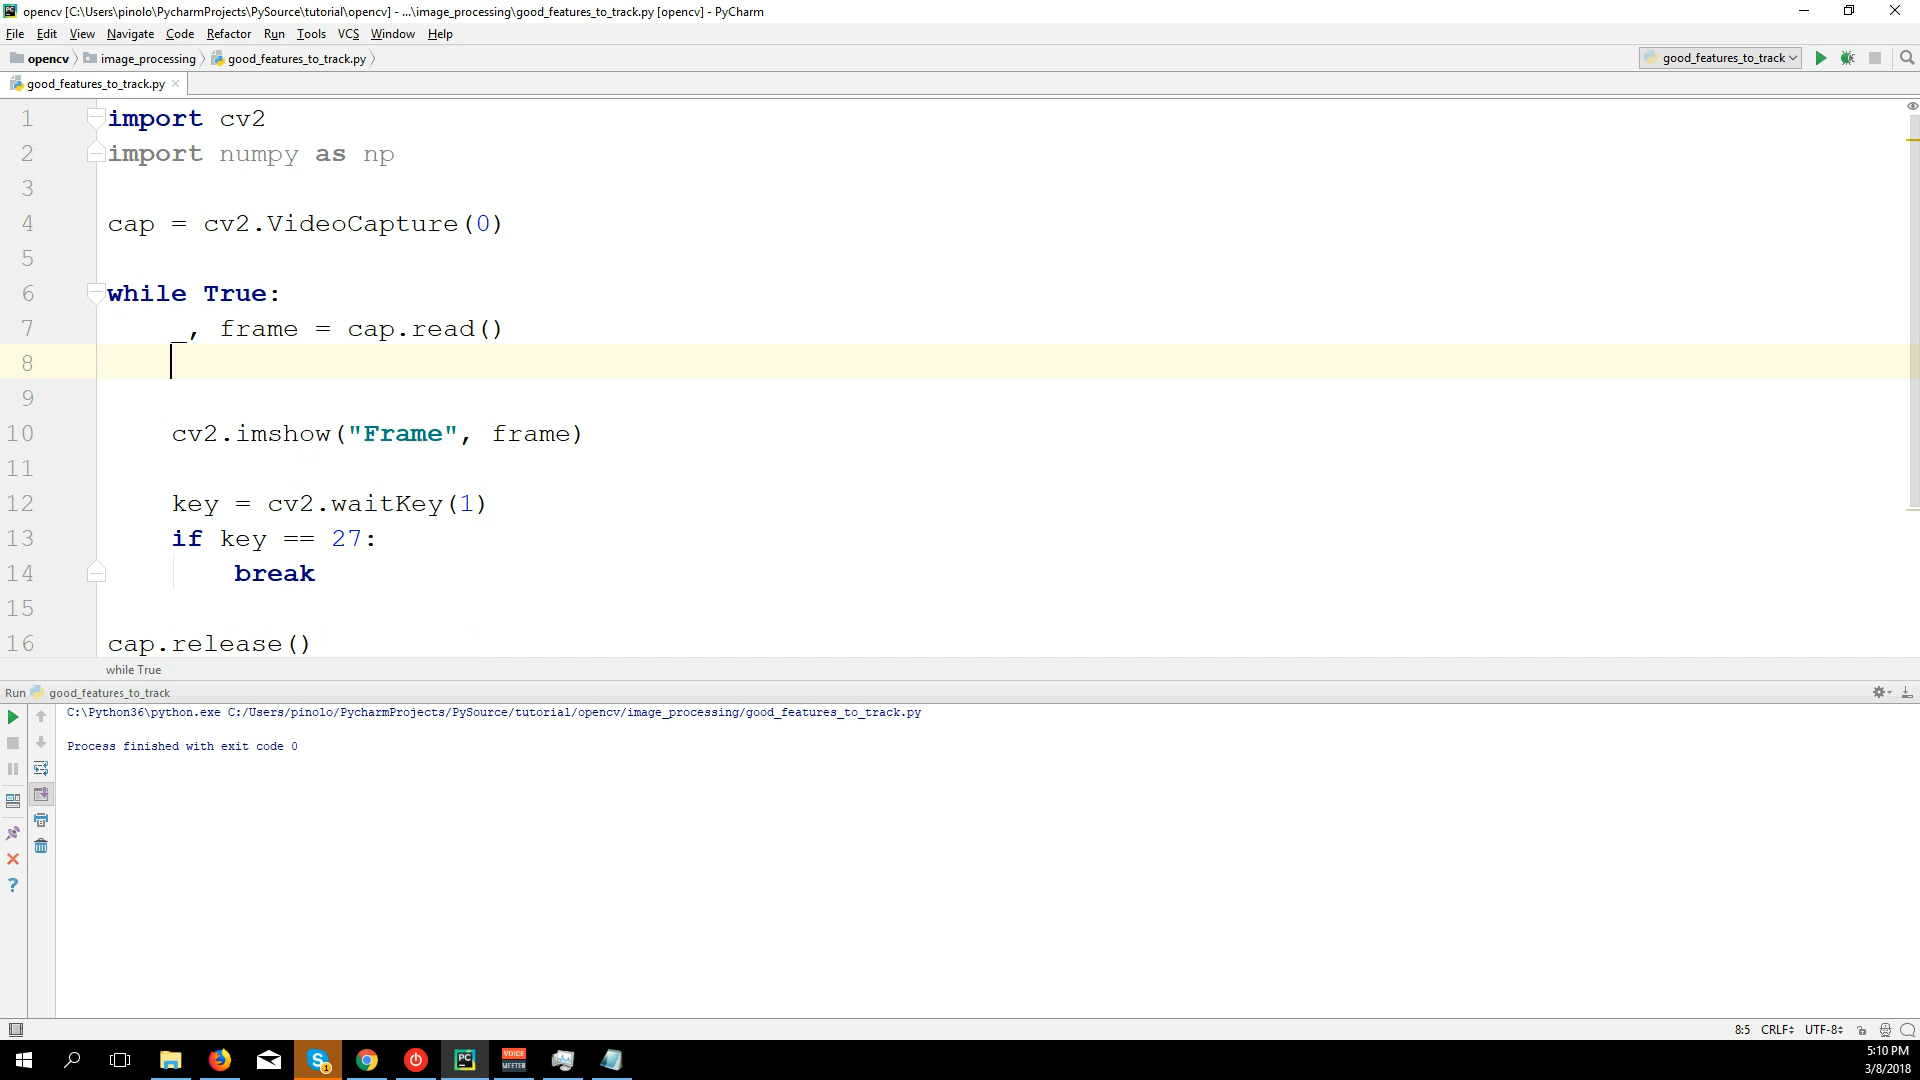 opencv [C:\Users\pinolo\PycharmProjects\PySource\tutorial\opencv] - ...\image_processing\good_features_to_track.py [opencv] - PyCharm
File Edit View Navigate Code Refactor Run Tools VCS Window Help
opencv image_processing good_features_to_track.py good_features_to_track
good_features_to_track.py
1 import cv2
2 import numpy as np
3
4 cap = cv2.VideoCapture(0)
5
6 while True:
7 _, frame = cap.read()
8
9
10 cv2.imshow("Frame", frame)
11
12 key = cv2.waitKey(1)
13 if key == 27:
14 break
15
16 cap.release()
while True
Run good_features_to_track
C:\Python36\python.exe C:/Users/pinolo/PycharmProjects/PySource/tutorial/opencv/image_processing/good_features_to_track.py
Process finished with exit code 0
8:5 CRLF UTF-8
PC
VOICE
MEETER
S
1
5:10 PM
3/8/2018